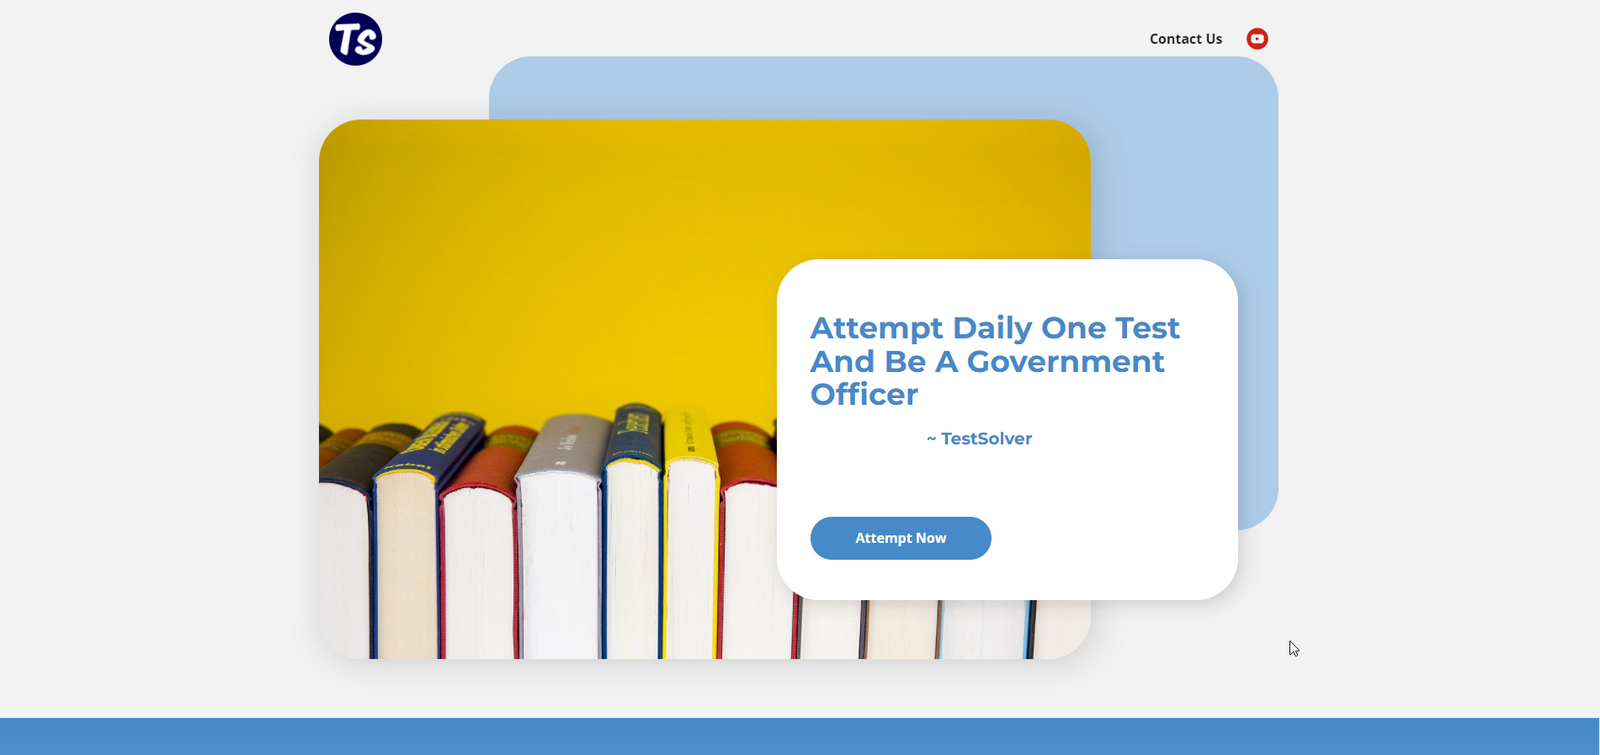 Ts
Contact Us
Attempt Daily One Test
And Be A Government
Officer
~ TestSolver
Attempt Now